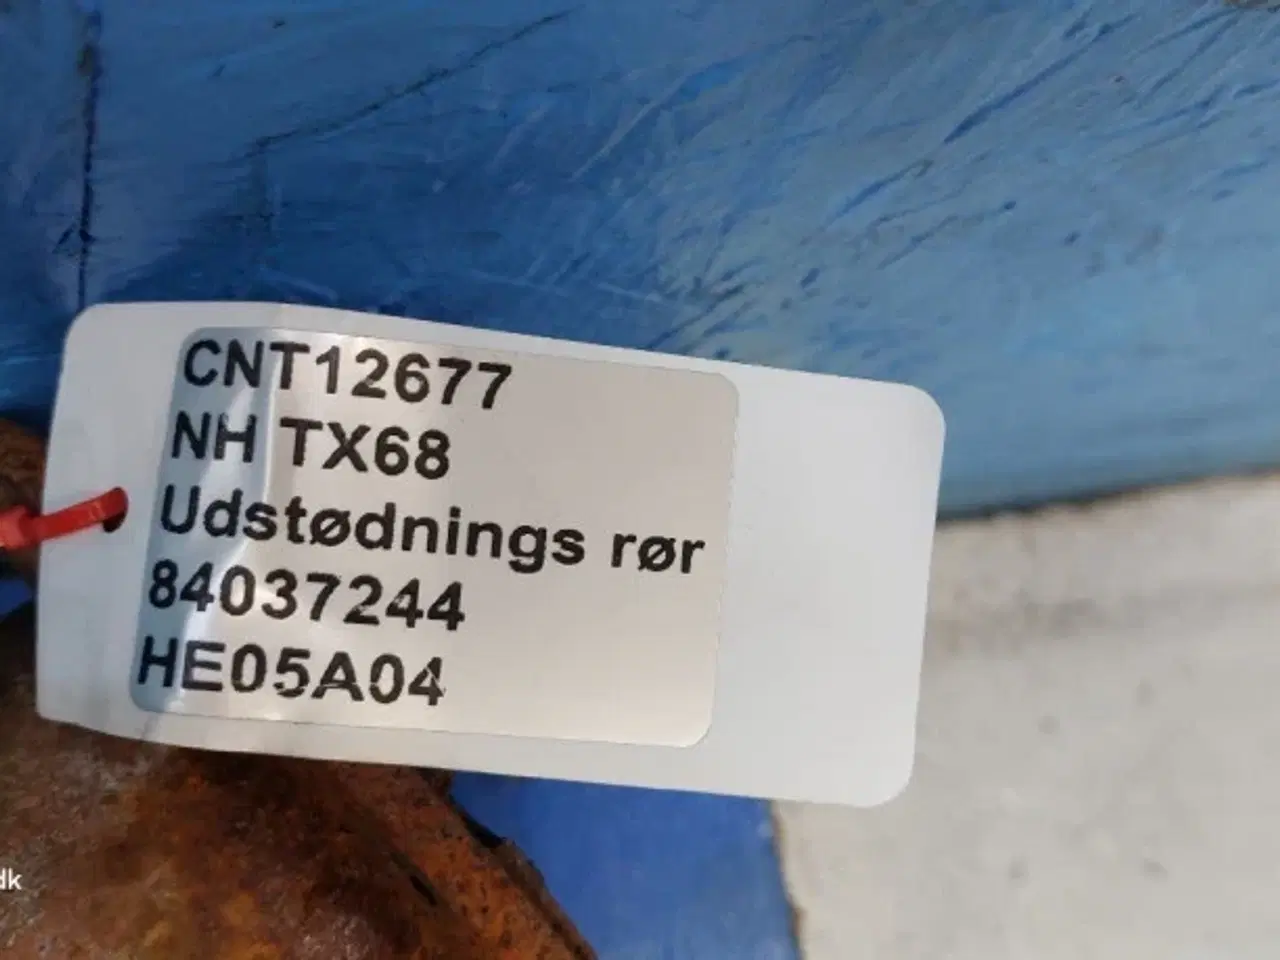 CNT12677
NH TX68
Udstødnings rør
84037244
HE05A04
dk